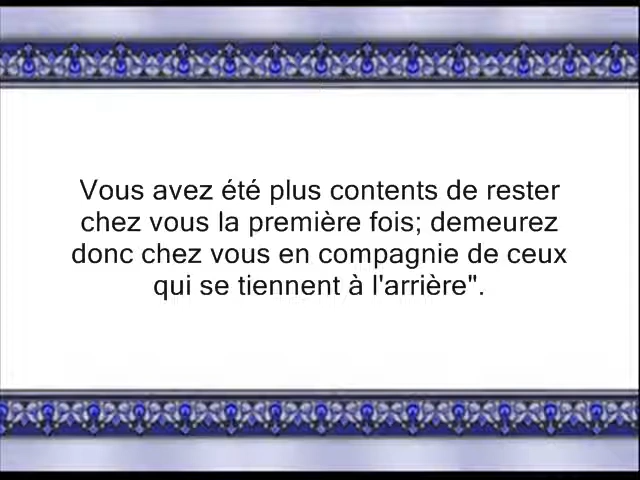 Vous avez été plus contents de rester
chez vous la première fois; demeurez
donc chez vous en compagnie de ceux
qui se tiennent à l'arrière".